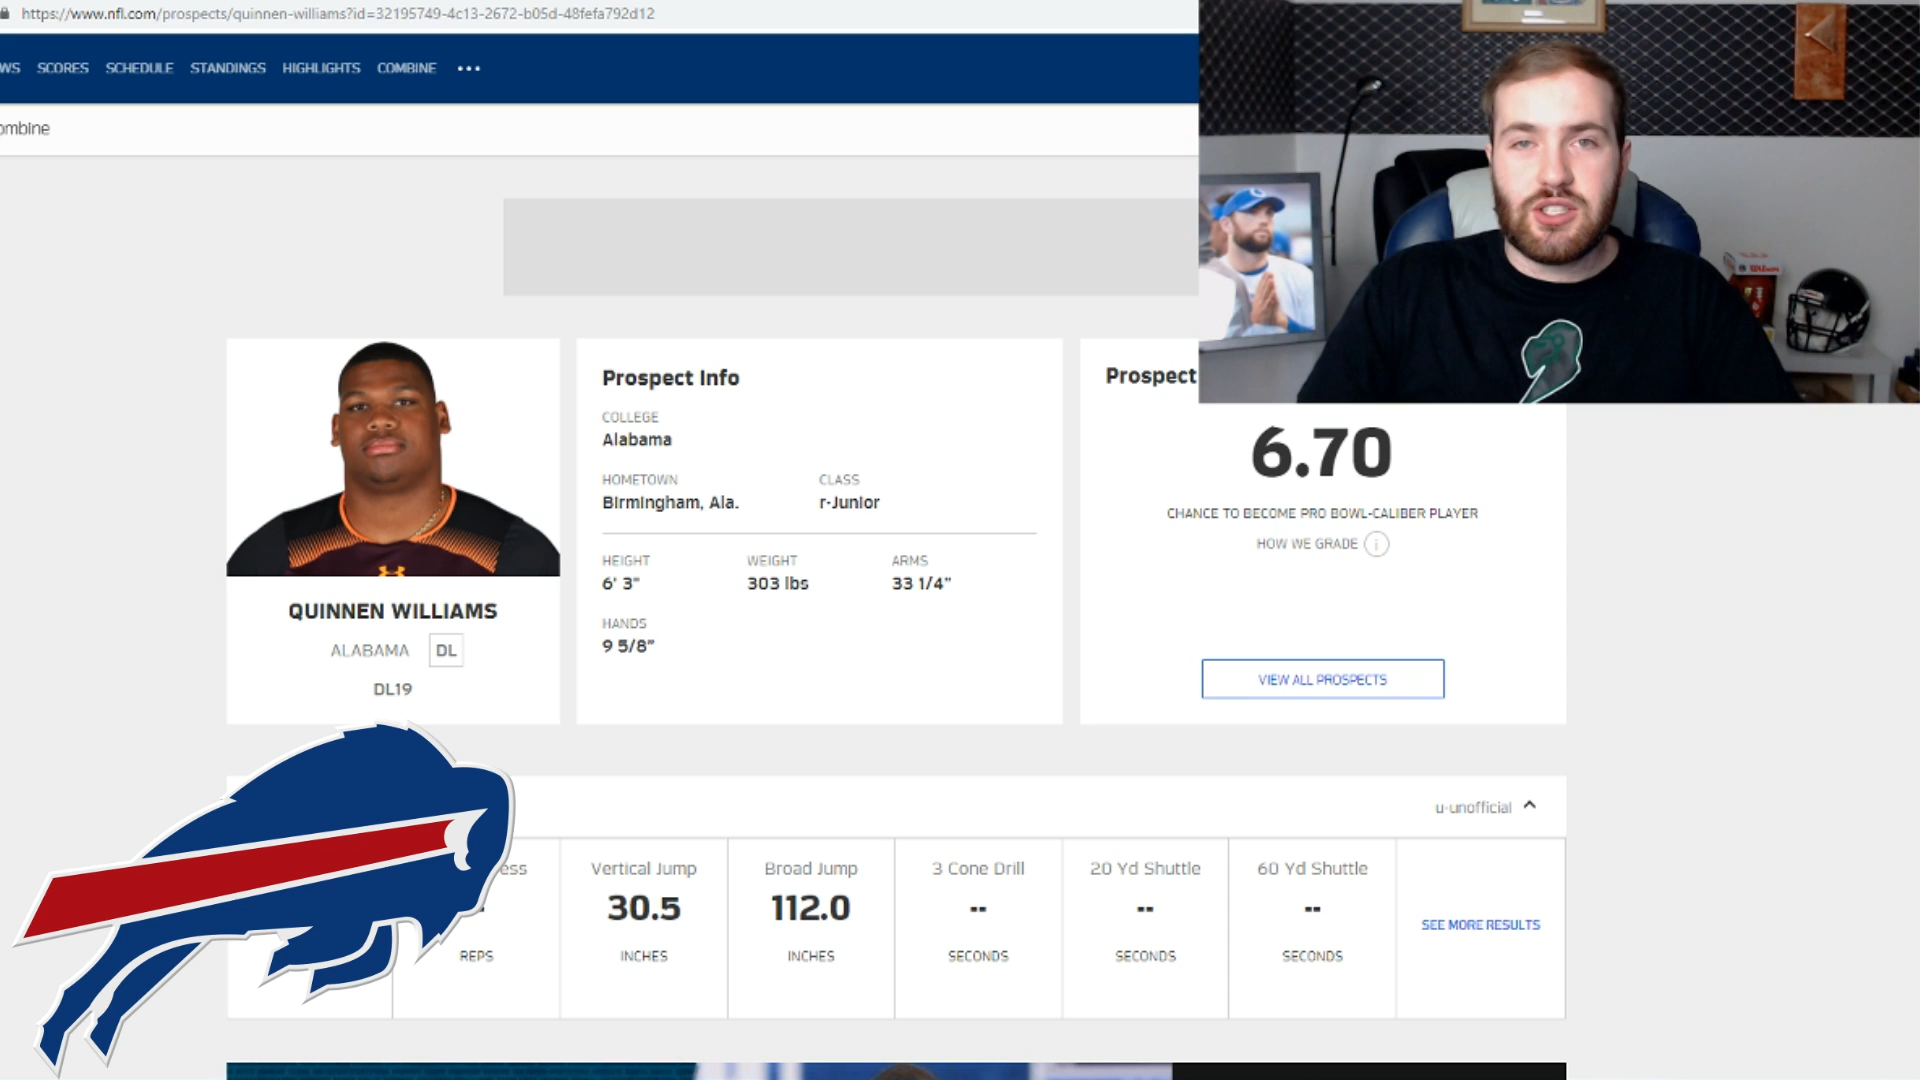 https://www.nfl.com/prospects/quinnen-williams?id=32195749-4c13-2672-b05d-48fefa792d12
WS SCORES SCHEDULE STANDINGS HIGHLIGHTS COMBINE •••
ombine
Wilson
Prospect Info
COLLEGE
Alabama
HOMETOWN
Birmingham, Ala.
CLASS
r-Junior
HEIGHT
6' 3"
WEIGHT
303 lbs
ARMS
33 1/4"
HANDS
9 5/8"
Prospect
6.70
CHANCE TO BECOME PRO BOWL-CALIBER PLAYER
HOW WE GRADE i
VIEW ALL PROSPECTS
QUINNEN WILLIAMS
ALABAMA DL
DL19
u-unofficial
ess
REPS
Vertical Jump
30.5
INCHES
Broad Jump
112.0
INCHES
3 Cone Drill
--
SECONDS
20 Yd Shuttle
--
SECONDS
60 Yd Shuttle
--
SECONDS
SEE MORE RESULTS